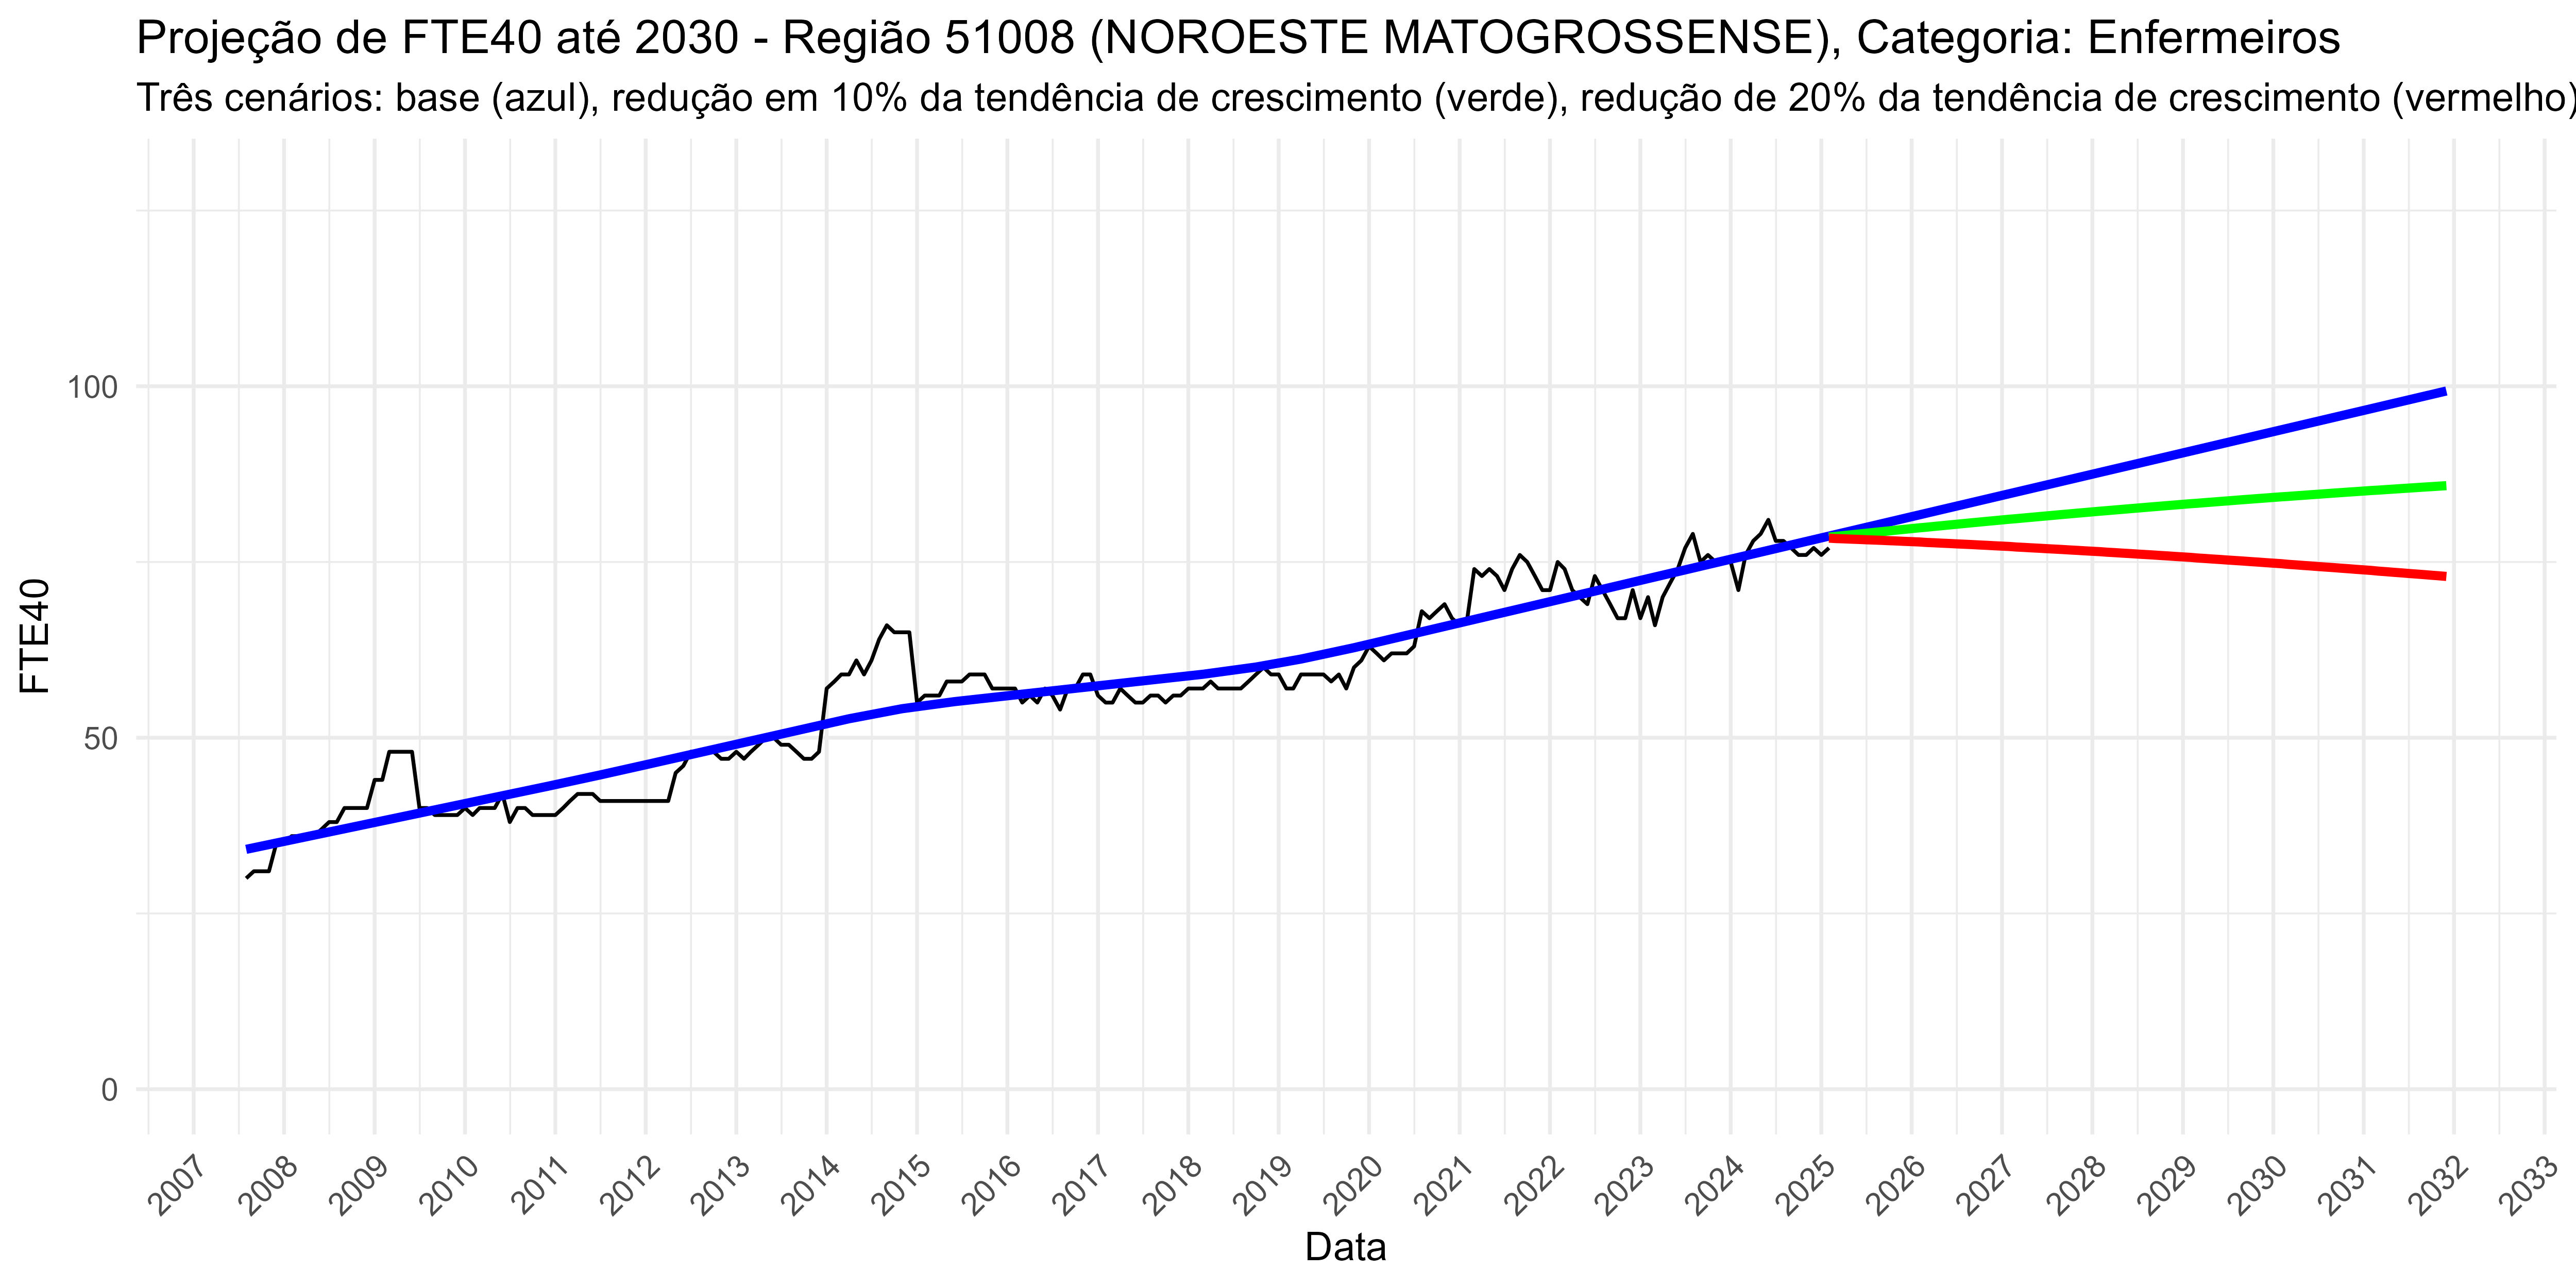 Projeção de FTE40 até 2030 - Região 51008 (NOROESTE MATOGROSSENSE), Categoria: Enfermeiros
Três cenários: base (azul), redução em 10% da tendência de crescimento (verde), redução de 20% da tendência de crescimento (vermelho)
FTE40
100
50
0
2007 2008 2009 2010 2011 2012 2013 2014 2015 2016 2017 2018 2019 2020 2021 2022 2023 2024 2025 2026 2027 2028 2029 2030 2031 2032 2033
Data